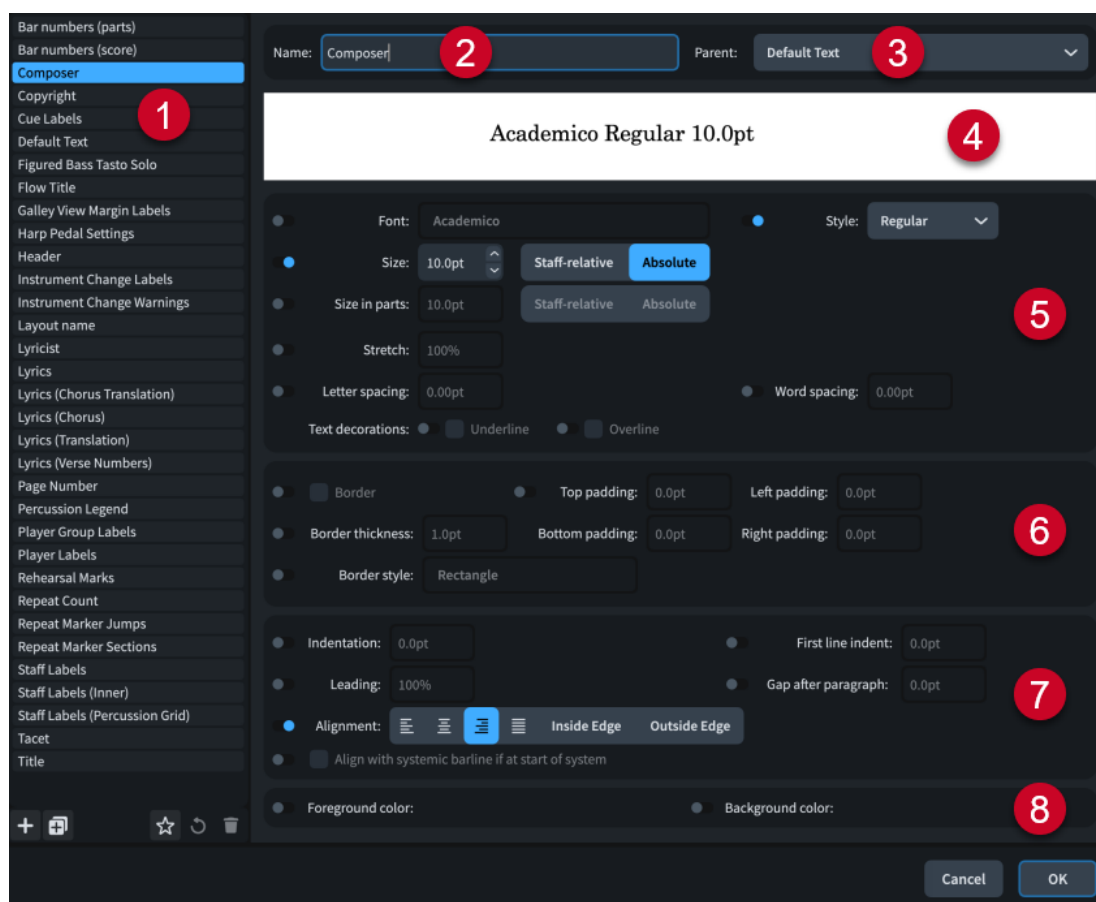 Bar numbers (parts)
Bar numbers (score)
Composer
Copyright
Cue Labels
Default Text
Figured Bass Tasto Solo
Flow Title
Galley View Margin Labels
Harp Pedal Settings
Header
Instrument Change Labels
Instrument Change Warnings
Layout name
Lyricist
Lyrics
Lyrics (Chorus Translation)
Lyrics (Chorus)
Lyrics (Translation)
Lyrics (Verse Numbers)
Page Number
Percussion Legend
Player Group Labels
Player Labels
Rehearsal Marks
Repeat Count
Repeat Marker Jumps
Repeat Marker Sections
Staff Labels
Staff Labels (Inner)
Staff Labels (Percussion Grid)
Tacet
Title
1
Name: Composer 2 Parent: Default Text 3
Academico Regular 10.0pt 4
Font: Academico Style: Regular
Size: 10.0pt Staff-relative Absolute
Size in parts: 10.0pt Staff-relative Absolute
5
Stretch: 100%
Letter spacing: 0.00pt Word spacing: 0.00pt
Text decorations: Underline Overline
Border Top padding: 0.0pt Left padding: 0.0pt
Border thickness: 1.0pt Bottom padding: 0.0pt Right padding: 0.0pt
6
Border style: Rectangle
Indentation: 0.0pt First line indent: 0.0pt
Leading: 100% Gap after paragraph: 0.0pt
7
Alignment: Inside Edge Outside Edge
Align with systemic barline if at start of system
Foreground color: Background color: 8
Cancel OK